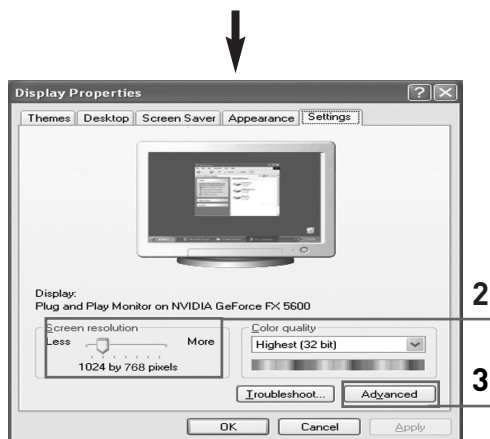 Display Properties
Themes Desktop Screen Saver Appearance Settings
Display:
Plug and Play Monitor on NVIDIA GeForce FX 5600
Screen resolution
Less More
1024 by 768 pixels
Color quality
Highest (32 bit)
2
Troubleshoot... Advanced
3
OK Cancel Apply